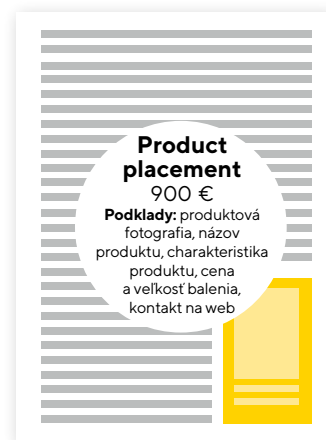 Product
placement
900 €
Podklady: produktová
fotografia, názov
produktu, charakteristika
produktu, cena
a veľkosť balenia,
kontakt na web